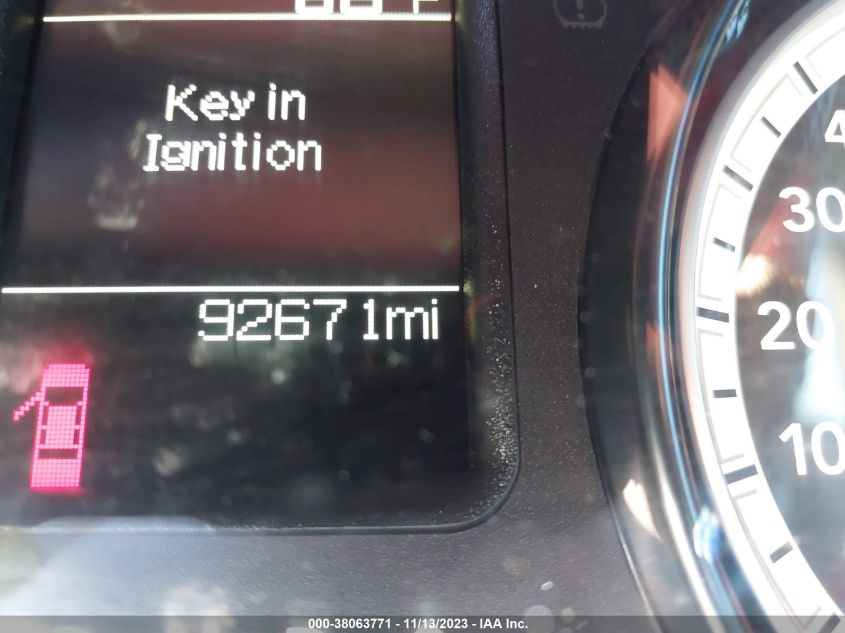 Key in
Ignition
92671mi
30
20
10
000-38063771 - 11/13/2023 - IAA Inc.